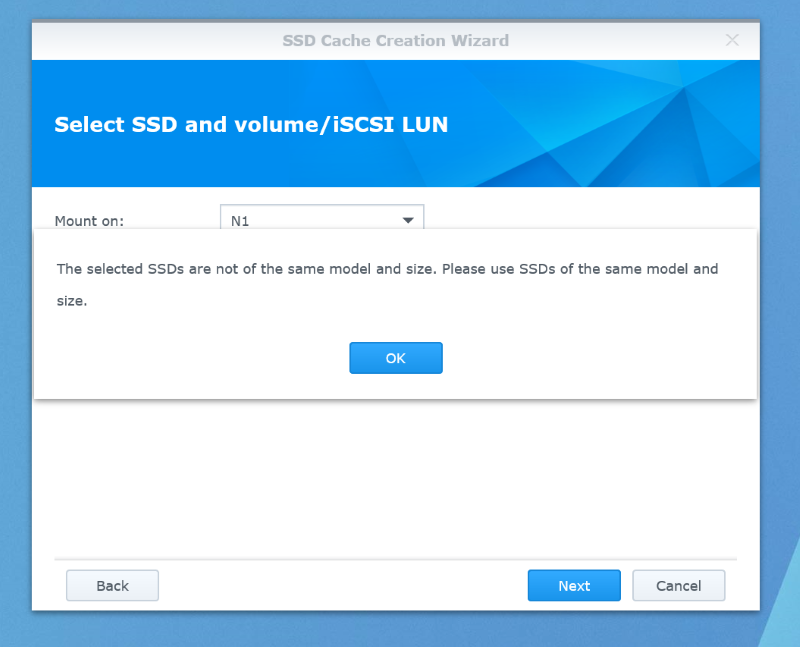 SSD Cache Creation Wizard
Select SSD and volume/iSCSI LUN
Mount on:
N1
The selected SSDs are not of the same model and size. Please use SSDs of the same model and
size.
OK
Back
Next
Cancel